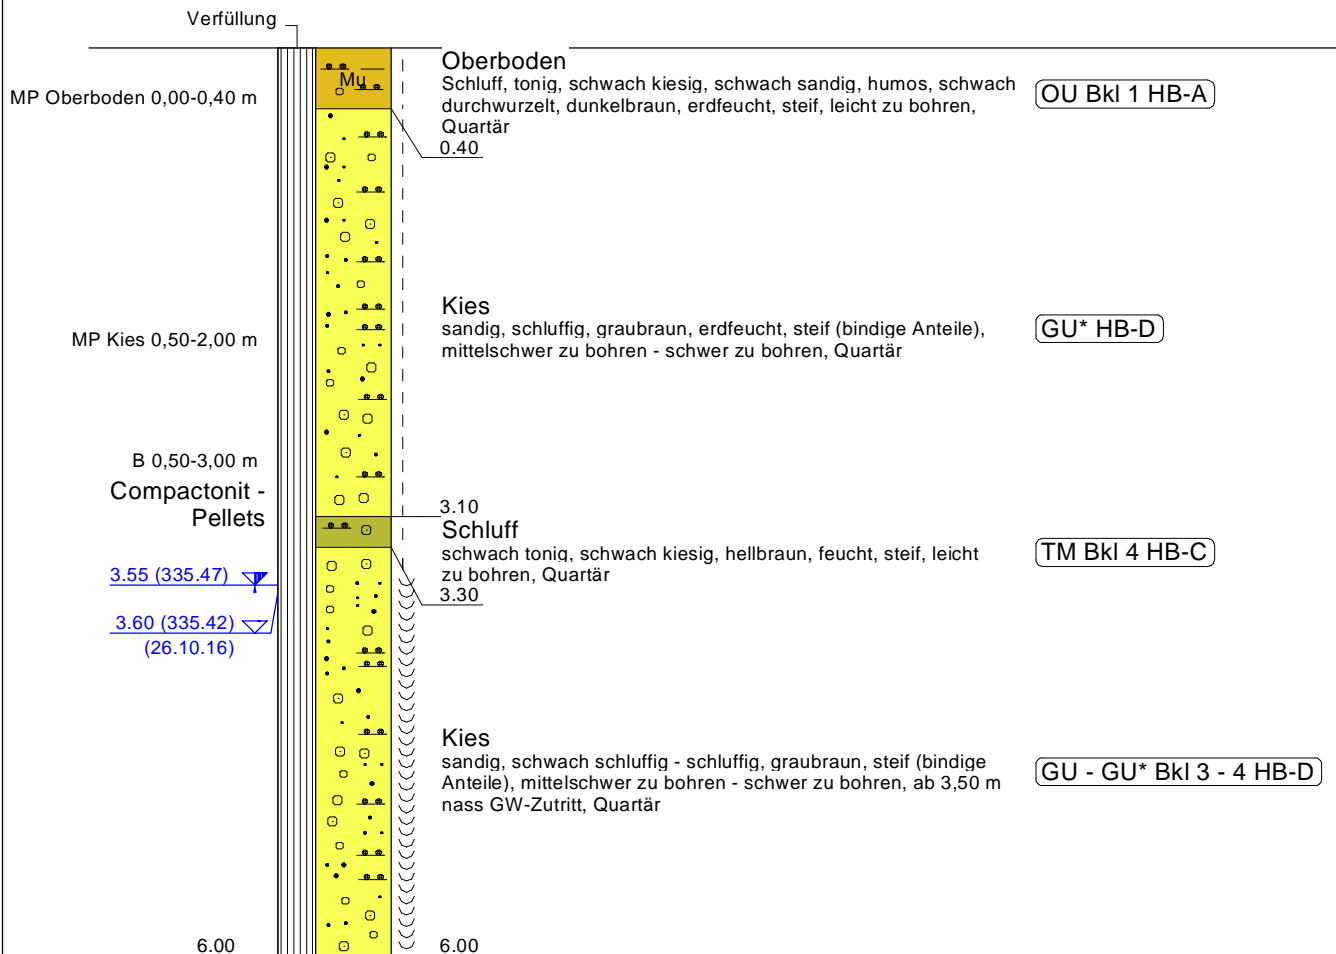 Verfüllung
Oberboden
Schluff, tonig, schwach kiesig, schwach sandig, humos, schwach
durchwurzelt, dunkelbraun, erdfeucht, steif, leicht zu bohren,
Quartär
0.40
MP Oberboden 0,00-0,40 m
Mu
OU Bkl 1 HB-A
Kies
sandig, schluffig, graubraun, erdfeucht, steif (bindige Anteile),
mittelschwer zu bohren - schwer zu bohren, Quartär
MP Kies 0,50-2,00 m
GU* HB-D
B 0,50-3,00 m
Compactonit -
Pellets
3.10
Schluff
schwach tonig, schwach kiesig, hellbraun, feucht, steif, leicht
zu bohren, Quartär
3.30
TM Bkl 4 HB-C
3.55 (335.47)
3.60 (335.42)
(26.10.16)
Kies
sandig, schwach schluffig - schluffig, graubraun, steif (bindige
Anteile), mittelschwer zu bohren - schwer zu bohren, ab 3,50 m
nass GW-Zutritt, Quartär
GU - GU* Bkl 3 - 4 HB-D
6.00
6.00